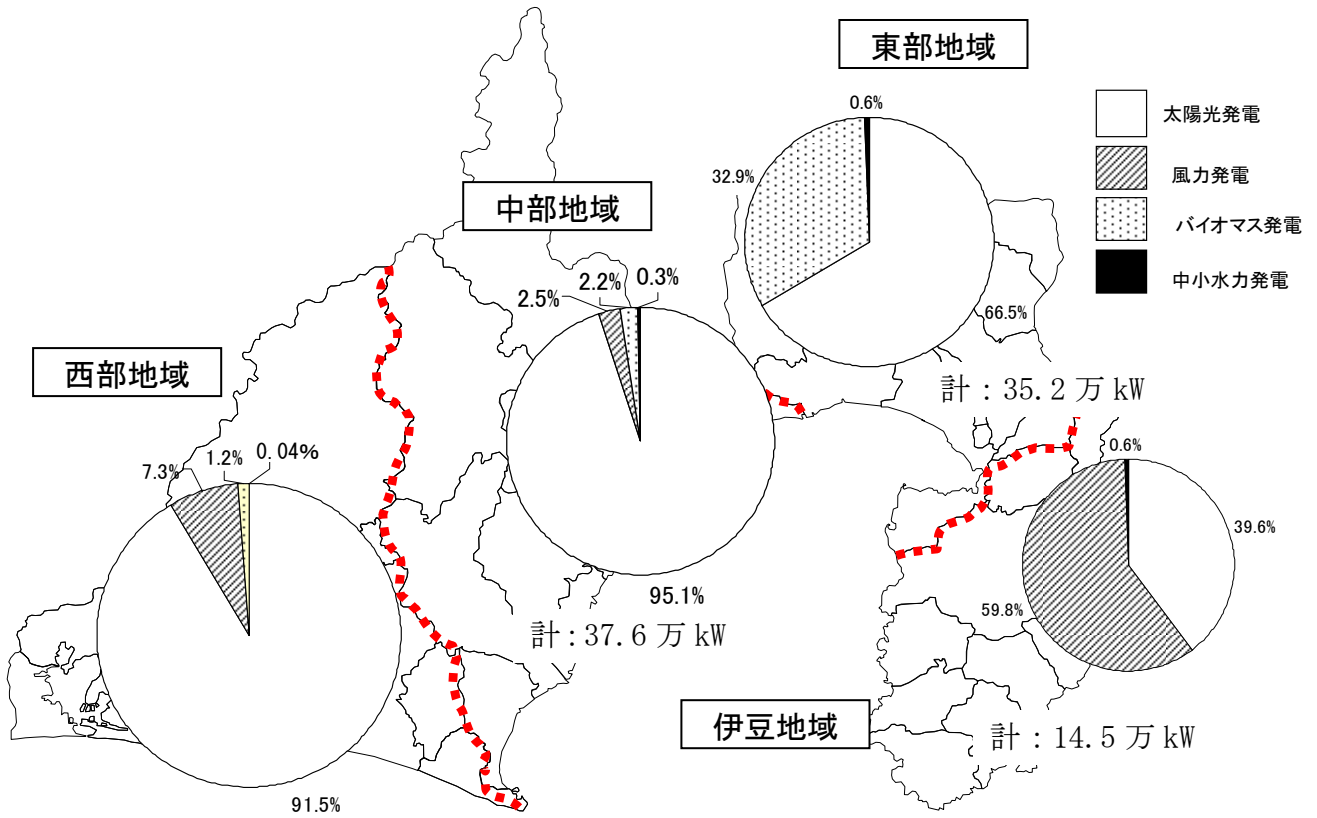 東部地域
0.6%
32.9%
66.5%
計：35.2 万 kW
太陽光発電
風力発電
バイオマス発電
中小水力発電
中部地域
2.5%
2.2%
0.3%
95.1%
計：37.6 万 kW
西部地域
7.3%
1.2%
0.04%
91.5%
伊豆地域
0.6%
39.6%
59.8%
計：14.5 万 kW